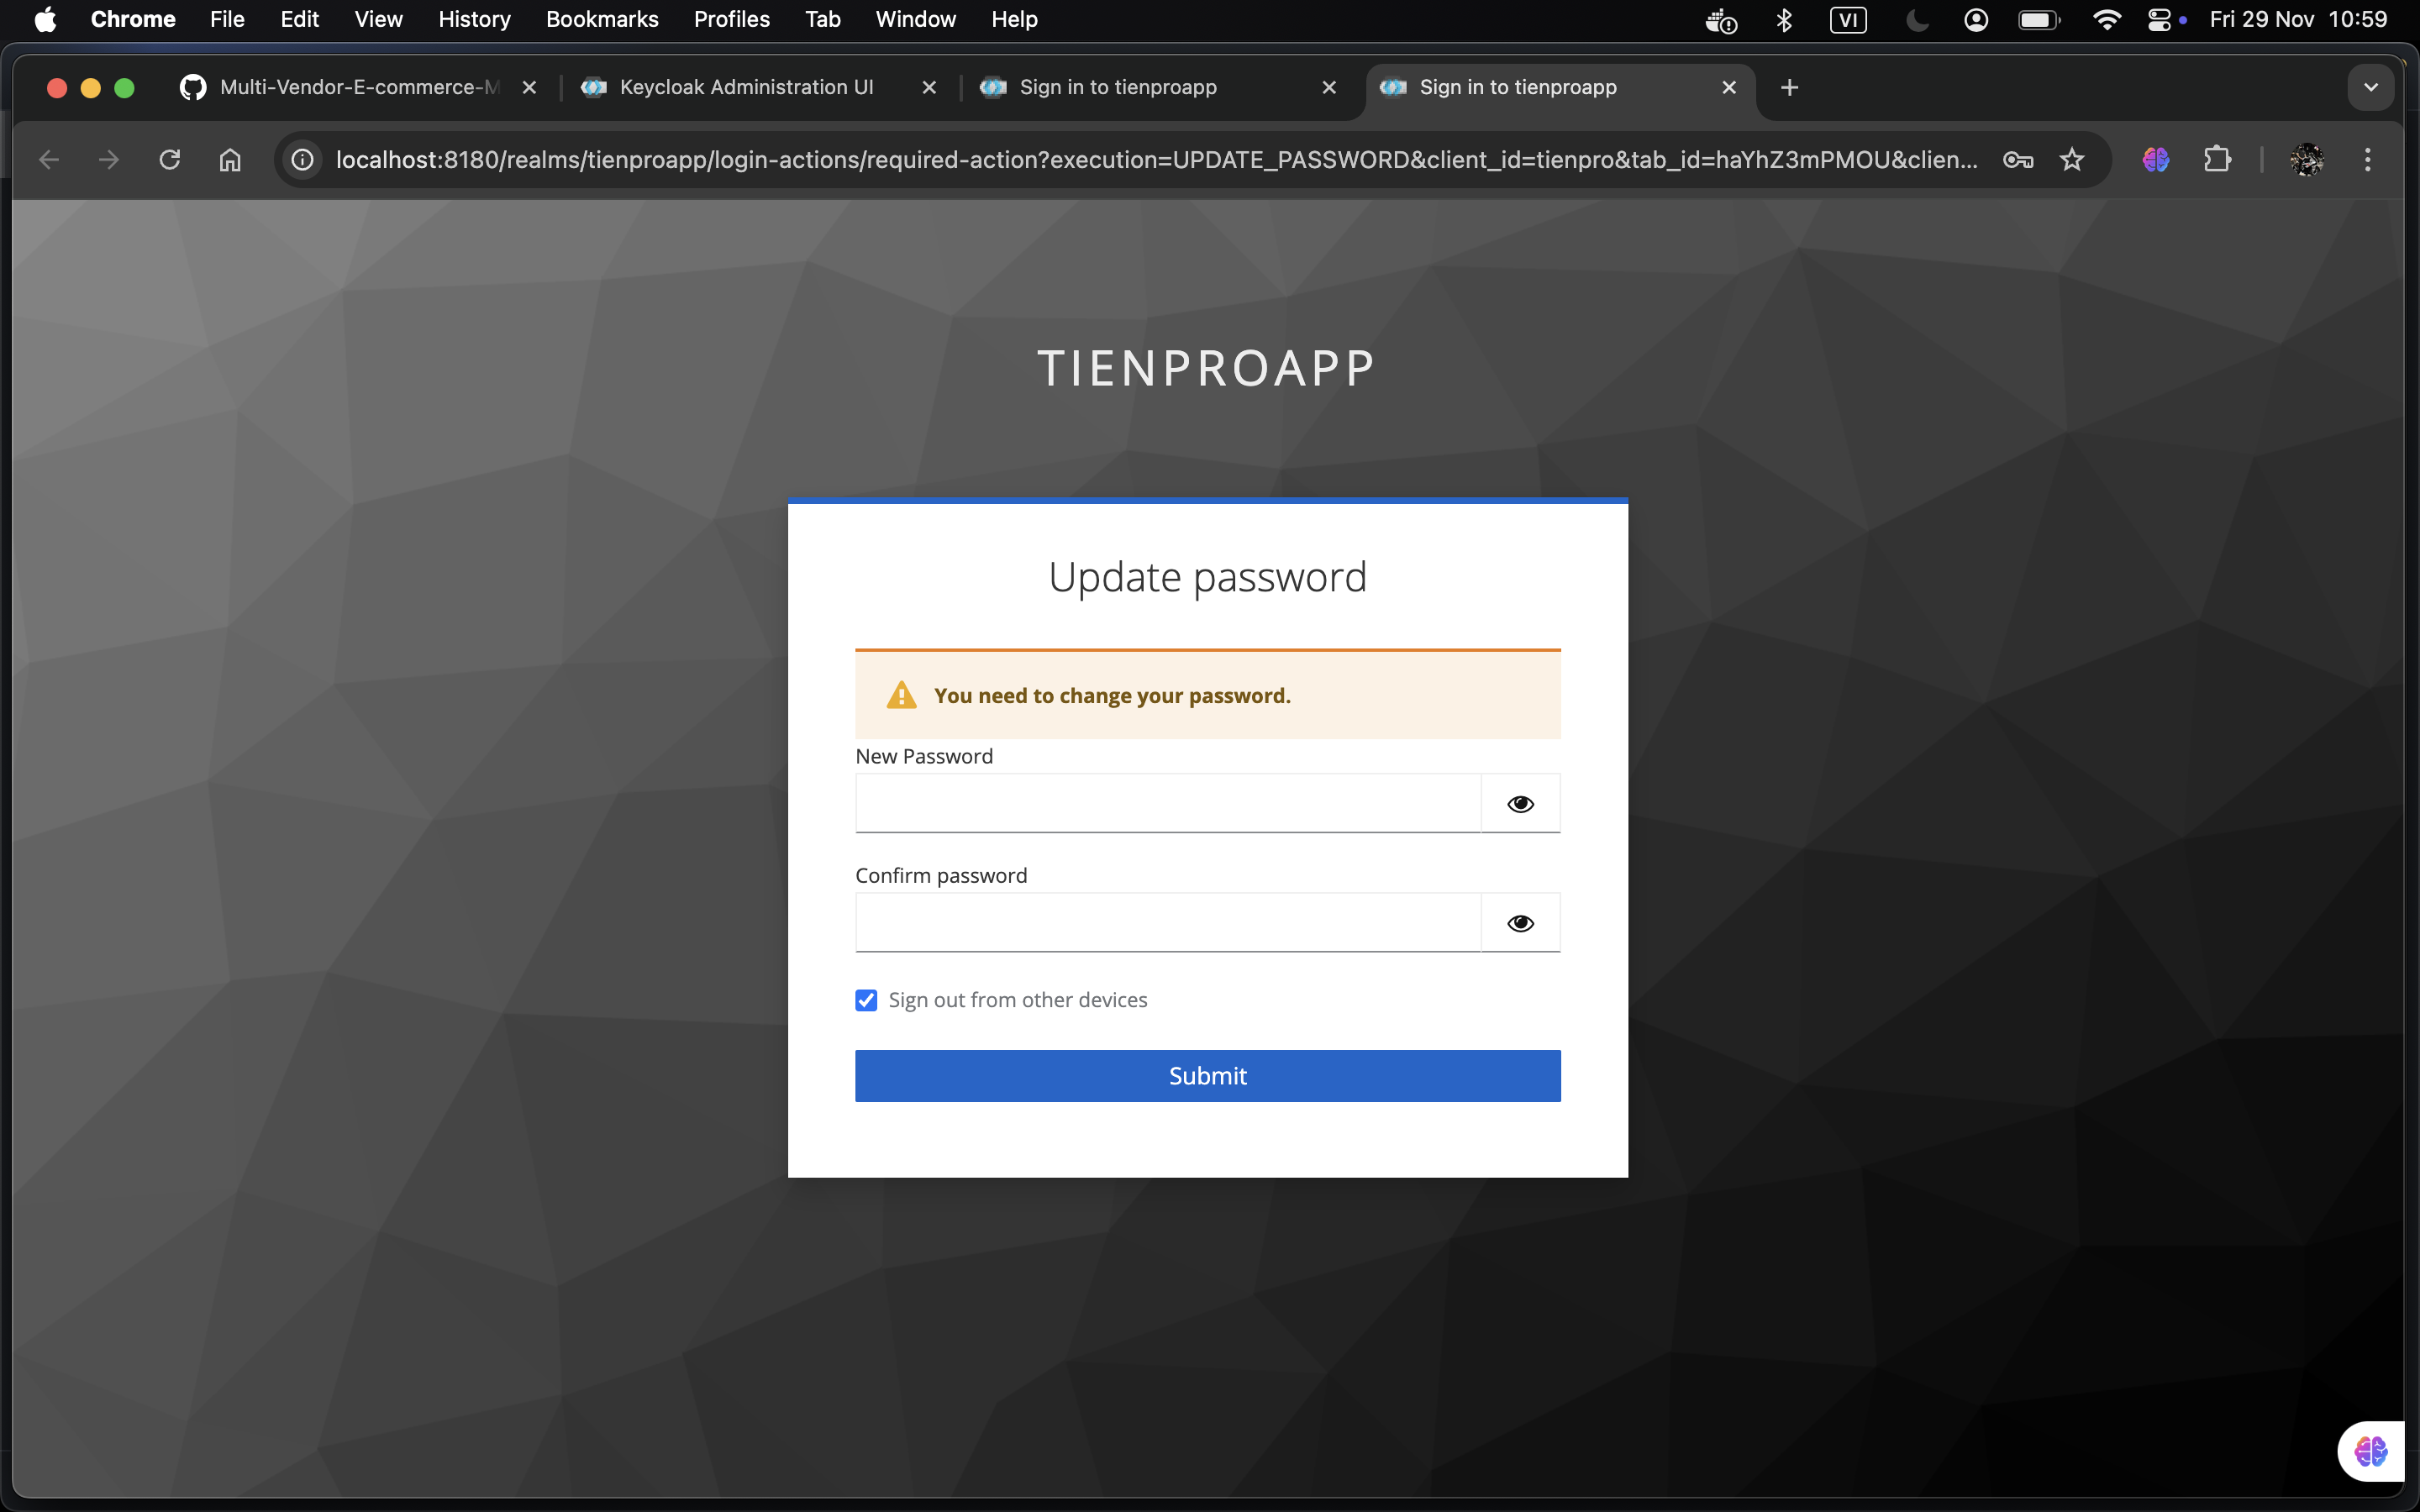 Chrome File Edit View History Bookmarks Profiles Tab Window Help VI Fri 29 Nov 10:59
Multi-Vendor-E-commerce-M Keycloak Administration UI Sign in to tienproapp Sign in to tienproapp
localhost:8180/realms/tienproapp/login-actions/required-action?execution=UPDATE_PASSWORD&client_id=tienpro&tab_id=haYhZ3mPMOU&clien...
TIENPROAPP
Update password
You need to change your password.
New Password
Confirm password
Sign out from other devices
Submit